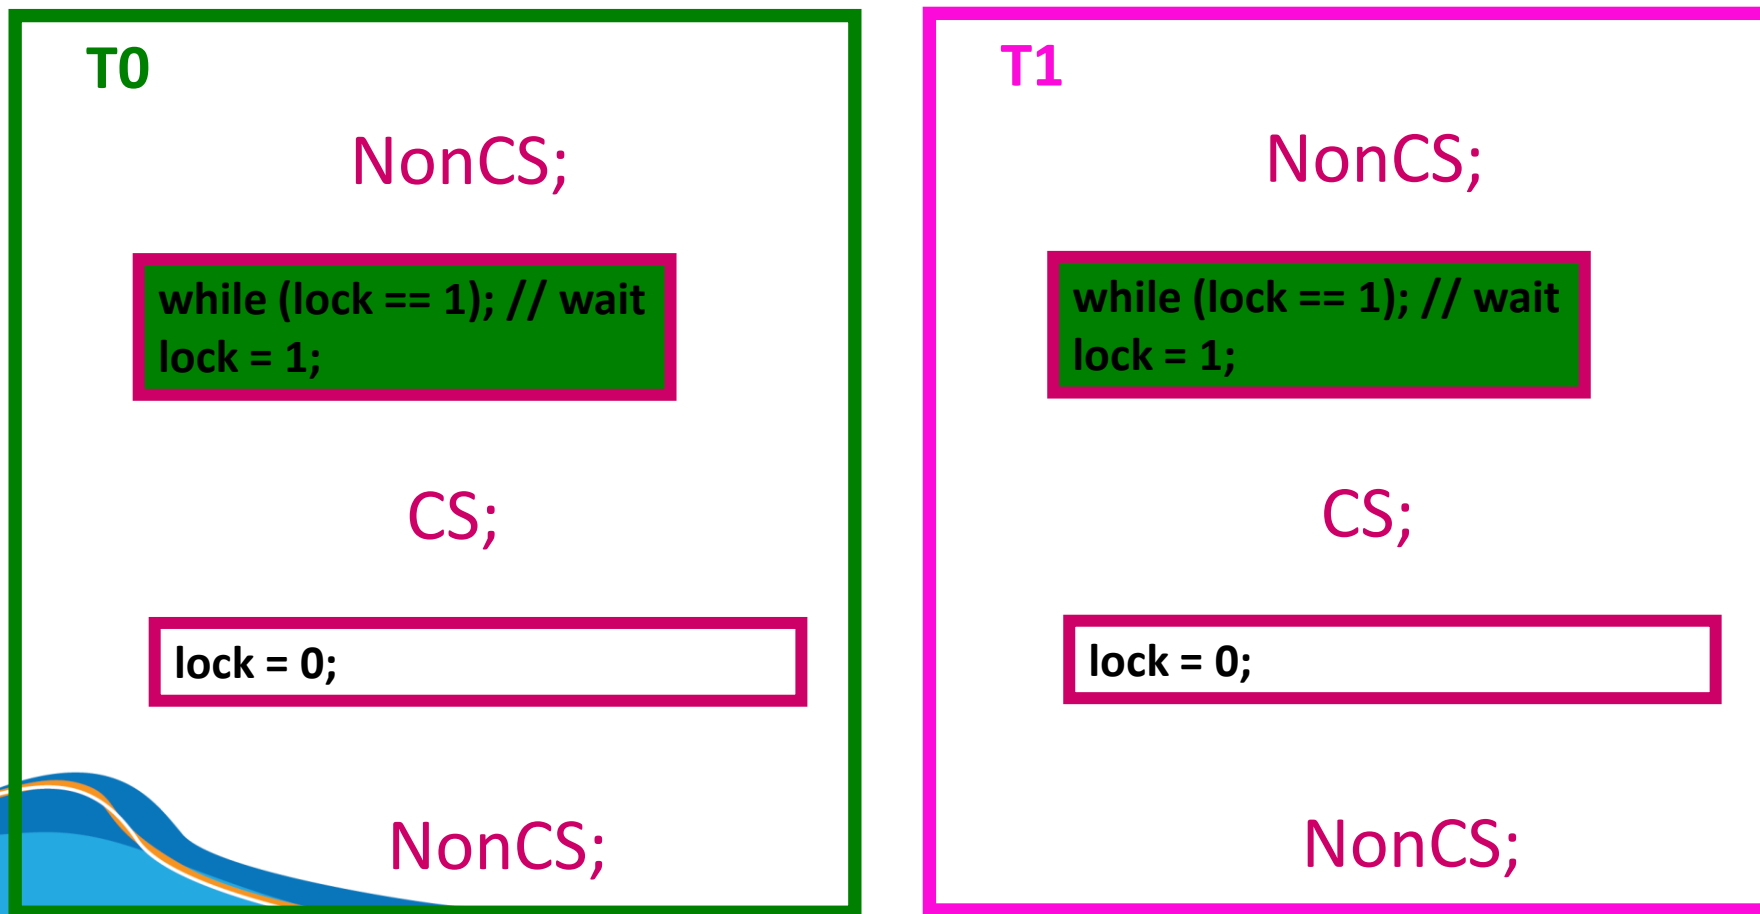 T0
NonCS;
while (lock == 1); // wait
lock = 1;
CS;
lock = 0;
NonCS;
T1
NonCS;
while (lock == 1); // wait
lock = 1;
CS;
lock = 0;
NonCS;